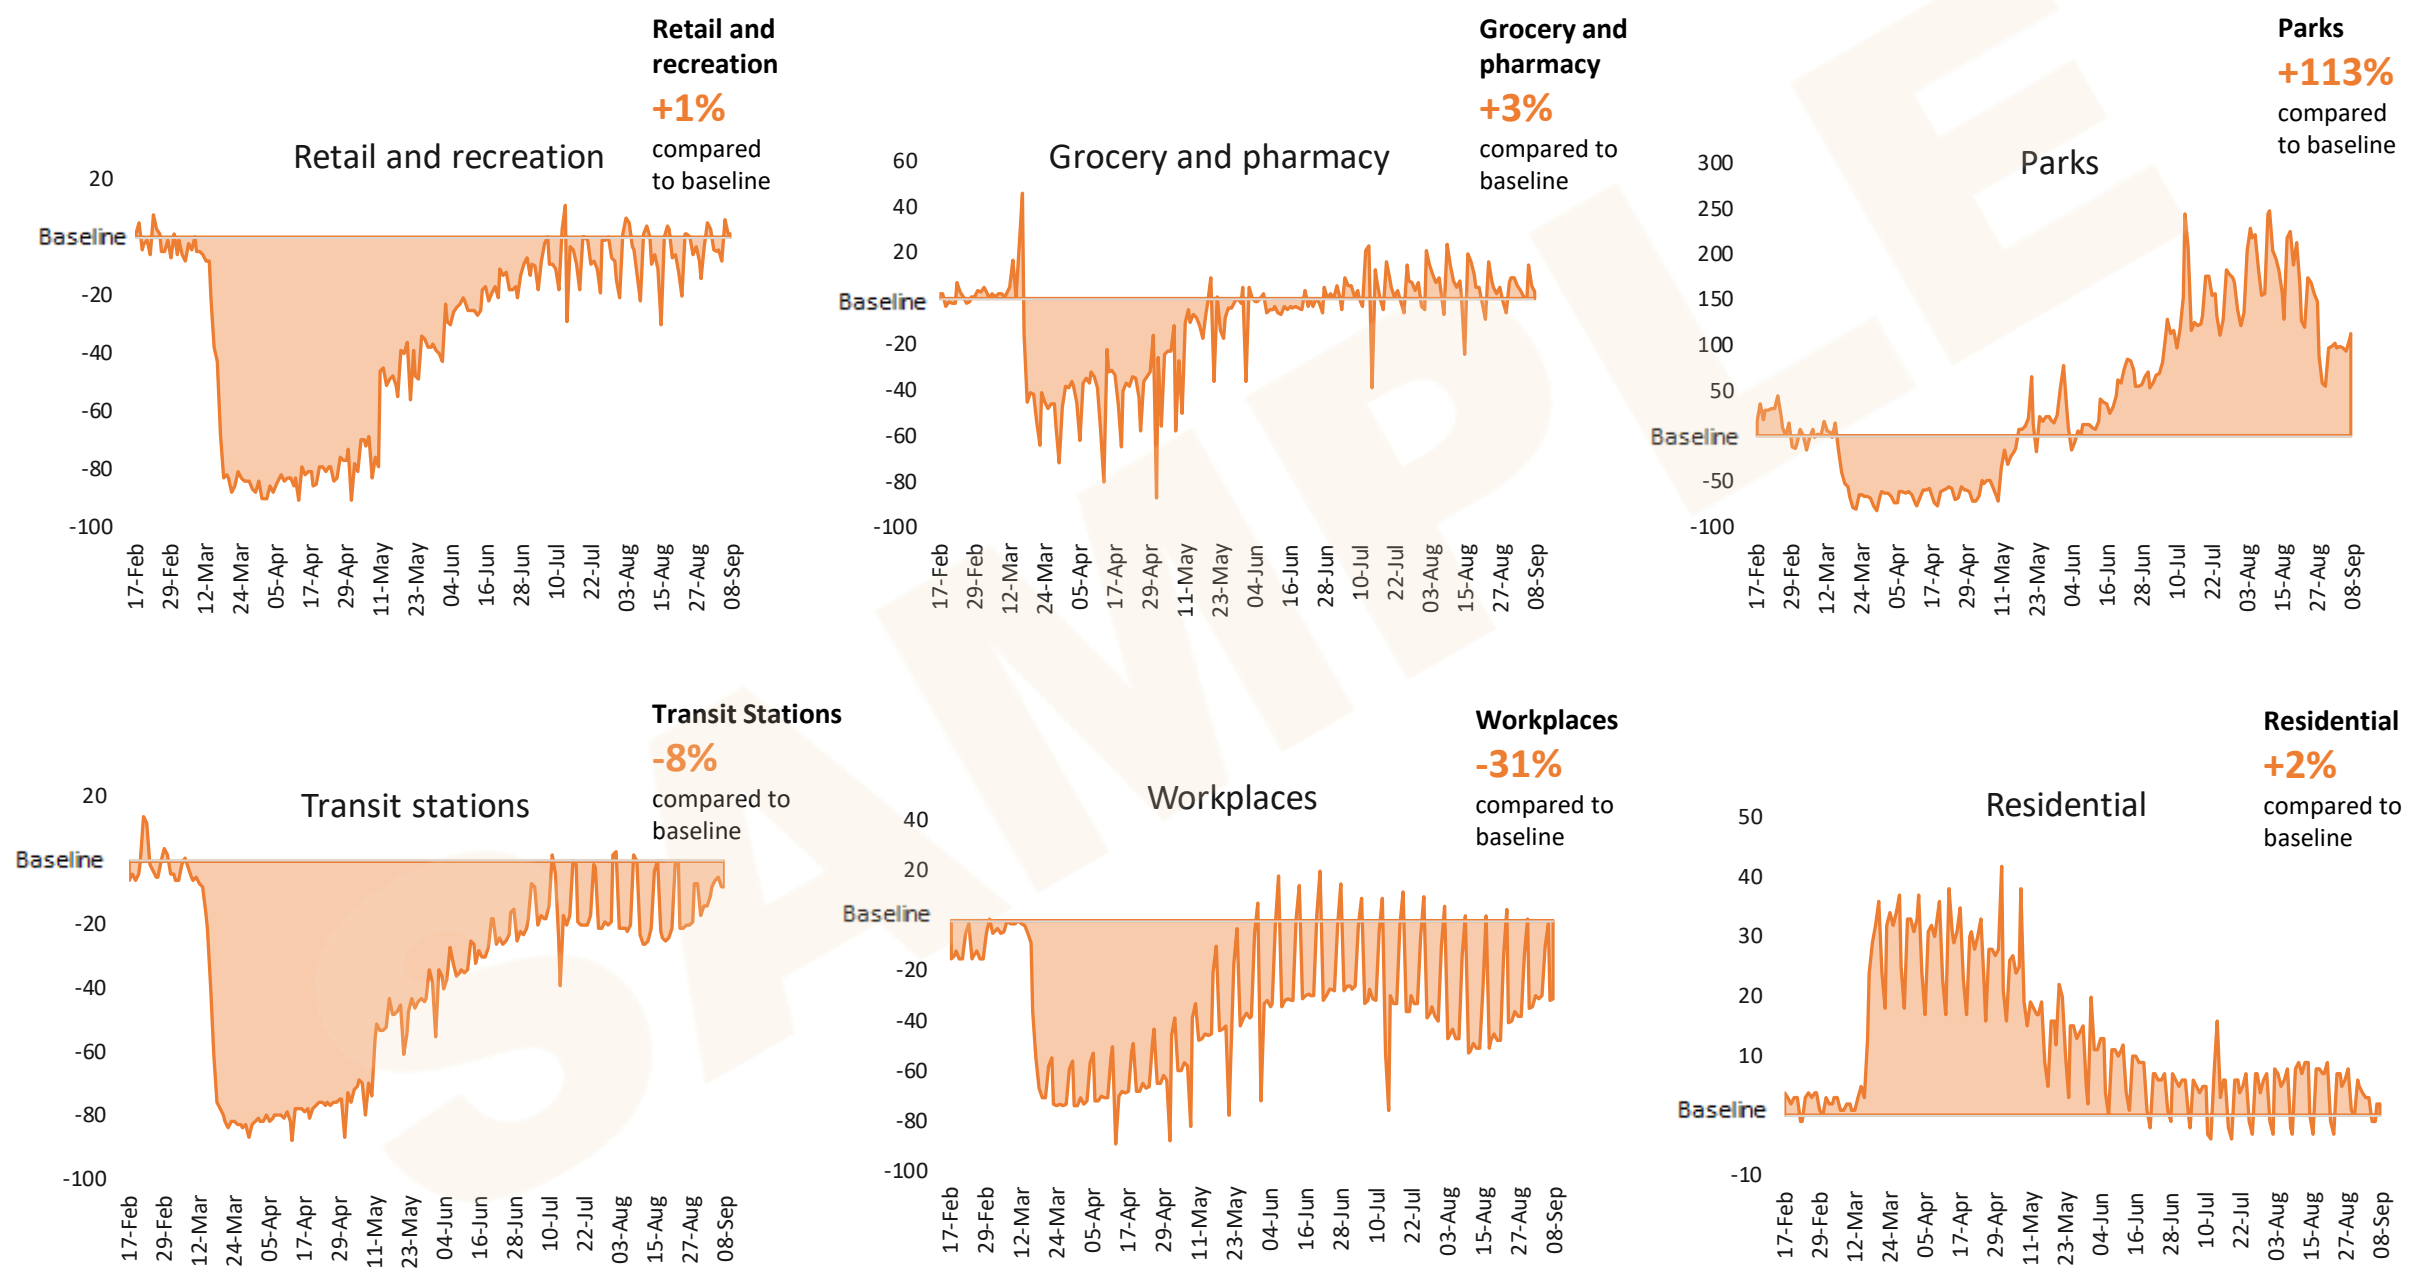 Retail and
recreation
+1%
compared
to baseline
Retail and recreation
20
Baseline
-20
-40
-60
-80
-100
17-Feb
29-Feb
12-Mar
24-Mar
05-Apr
17-Apr
29-Apr
11-May
23-May
04-Jun
16-Jun
28-Jun
10-Jul
22-Jul
03-Aug
15-Aug
27-Aug
08-Sep
Grocery and
pharmacy
+3%
compared to
baseline
Grocery and pharmacy
60
40
20
Baseline
-20
-40
-60
-80
-100
17-Feb
29-Feb
12-Mar
24-Mar
05-Apr
17-Apr
29-Apr
11-May
23-May
04-Jun
16-Jun
28-Jun
10-Jul
22-Jul
03-Aug
15-Aug
27-Aug
08-Sep
Parks
+113%
compared
to baseline
Parks
300
250
200
150
100
50
Baseline
-50
-100
17-Feb
29-Feb
12-Mar
24-Mar
05-Apr
17-Apr
29-Apr
11-May
23-May
04-Jun
16-Jun
28-Jun
10-Jul
22-Jul
03-Aug
15-Aug
27-Aug
08-Sep
Transit Stations
-8%
compared to
baseline
Transit stations
20
Baseline
-20
-40
-60
-80
-100
17-Feb
29-Feb
12-Mar
24-Mar
05-Apr
17-Apr
29-Apr
11-May
23-May
04-Jun
16-Jun
28-Jun
10-Jul
22-Jul
03-Aug
15-Aug
27-Aug
08-Sep
Workplaces
-31%
compared to
baseline
Workplaces
40
20
Baseline
-20
-40
-60
-80
-100
17-Feb
29-Feb
12-Mar
24-Mar
05-Apr
17-Apr
29-Apr
11-May
23-May
04-Jun
16-Jun
28-Jun
10-Jul
22-Jul
03-Aug
15-Aug
27-Aug
08-Sep
Residential
+2%
compared to
baseline
Residential
50
40
30
20
10
Baseline
-10
17-Feb
29-Feb
12-Mar
24-Mar
05-Apr
17-Apr
29-Apr
11-May
23-May
04-Jun
16-Jun
28-Jun
10-Jul
22-Jul
03-Aug
15-Aug
27-Aug
08-Sep
SAMPLE